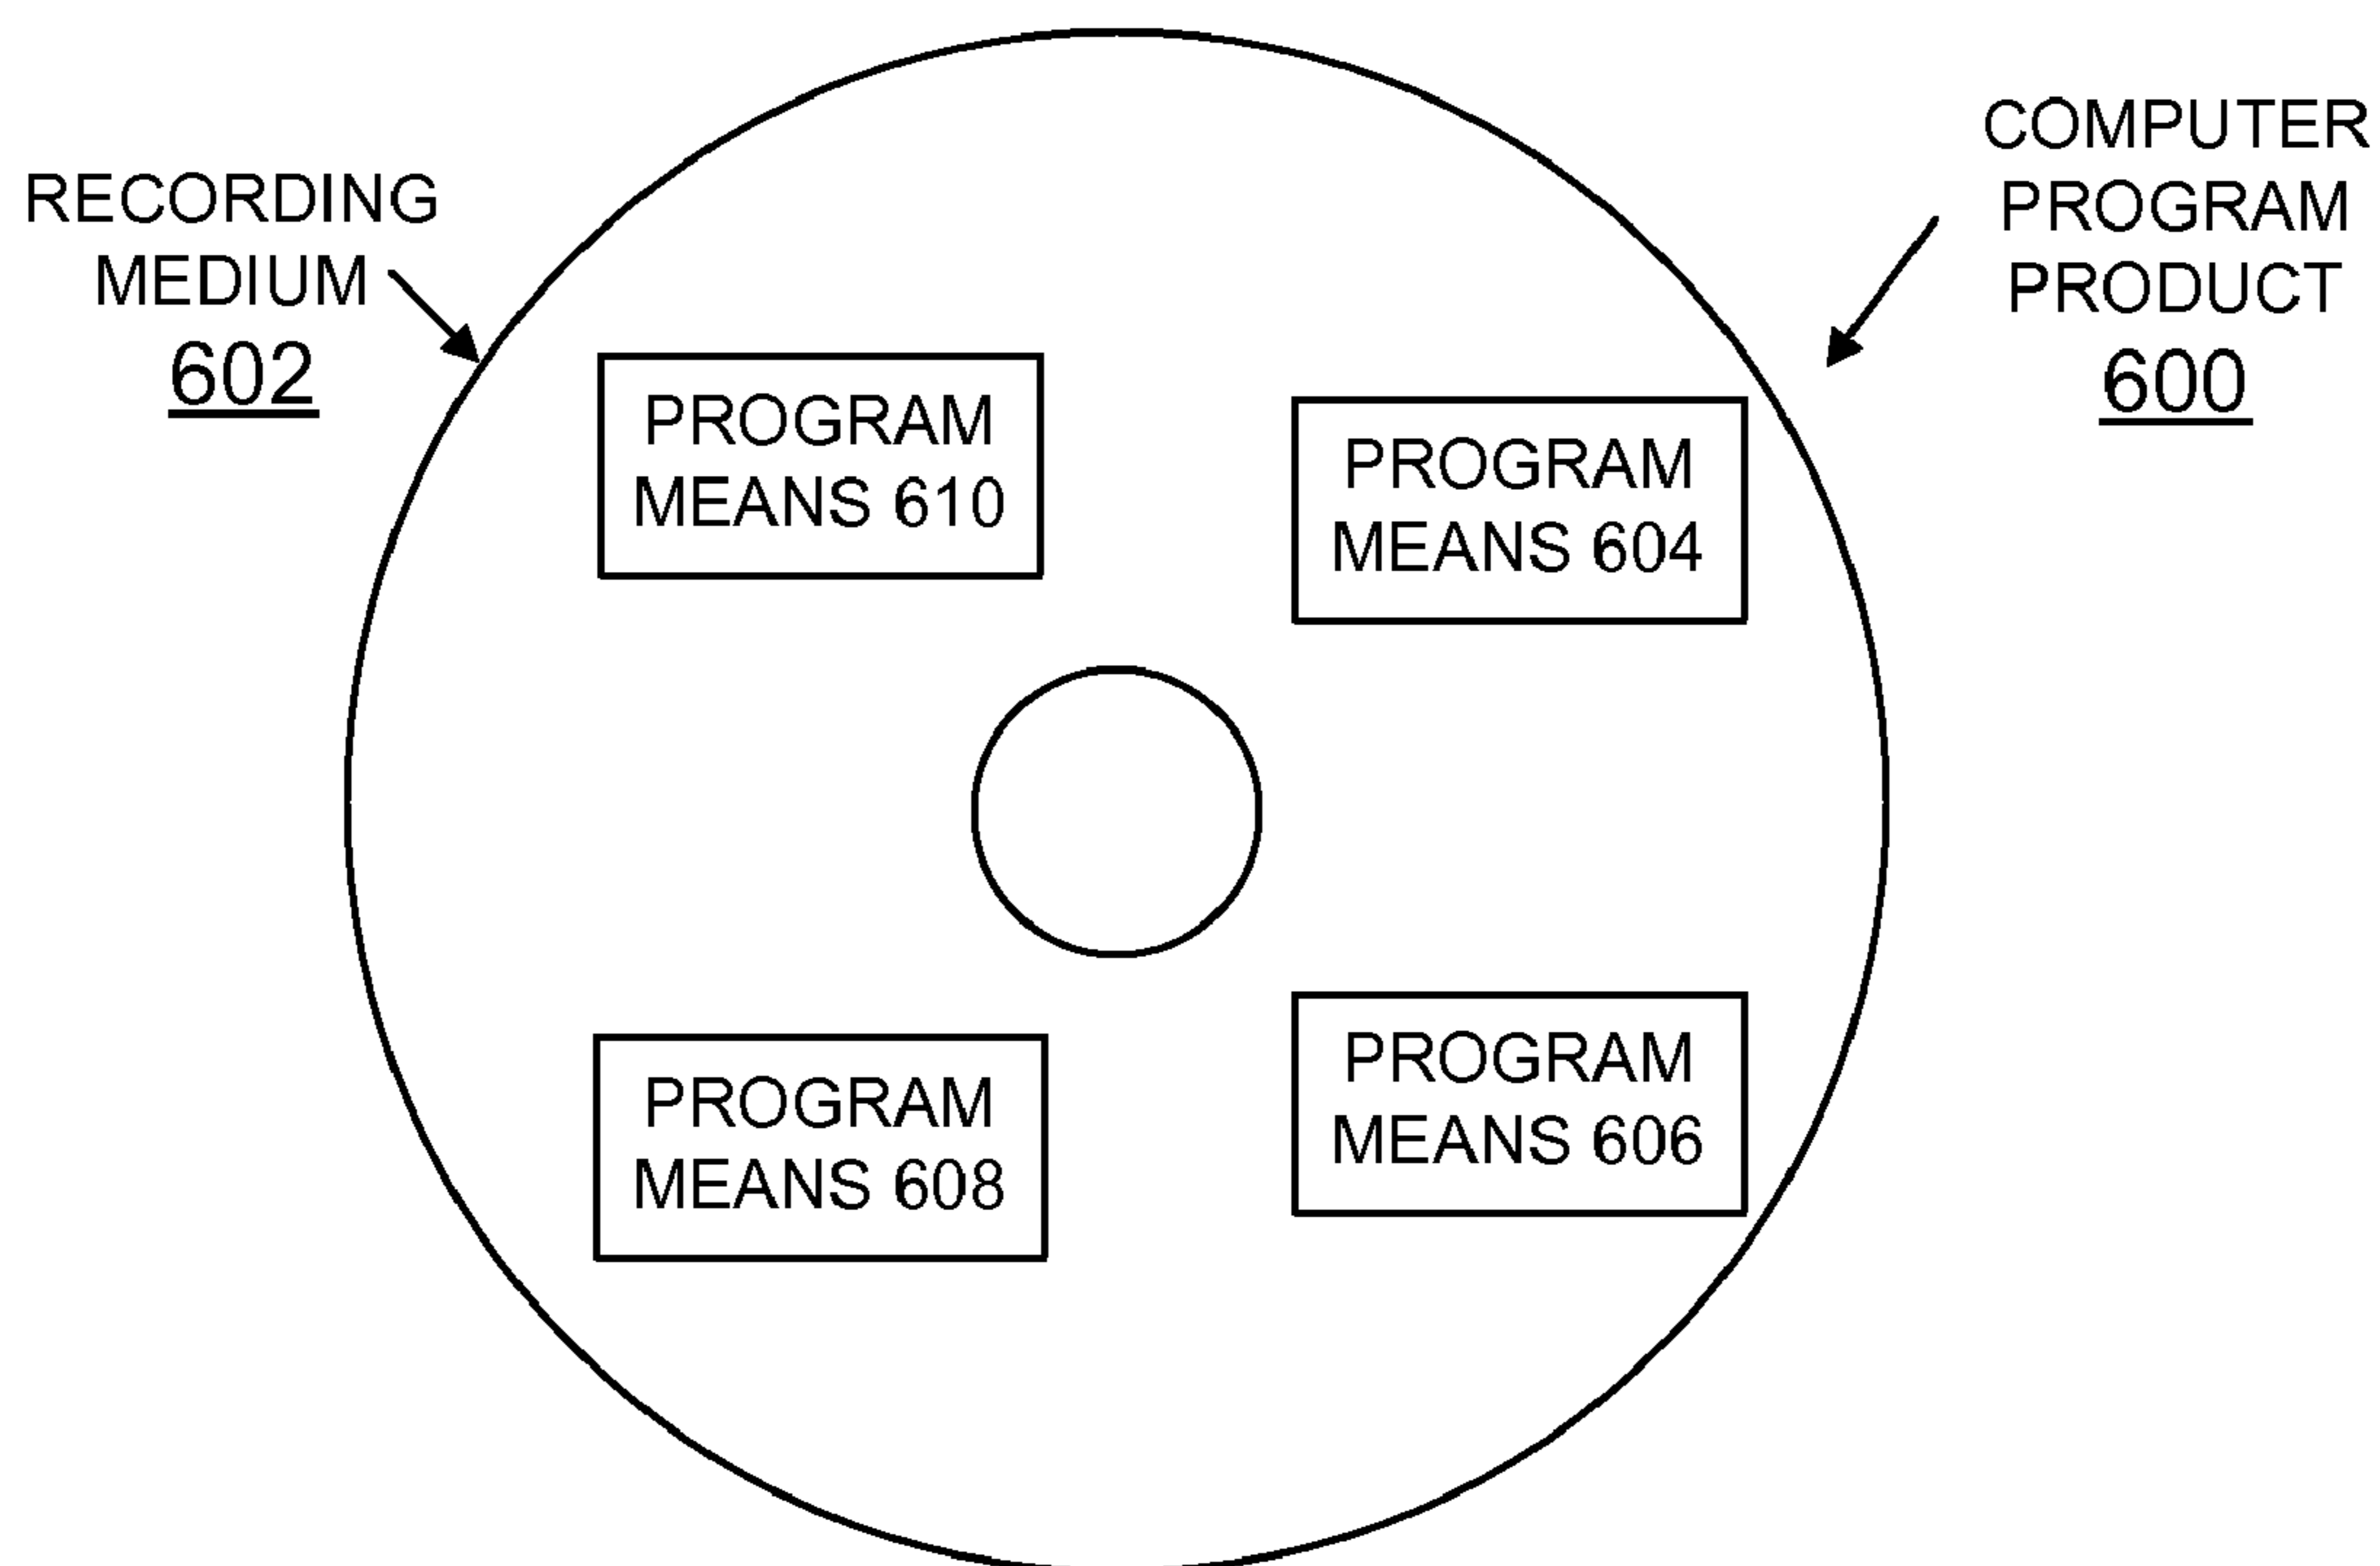 RECORDING
MEDIUM
602
COMPUTER
PROGRAM
PRODUCT
600
PROGRAM
MEANS 610
PROGRAM
MEANS 604
PROGRAM
MEANS 608
PROGRAM
MEANS 606